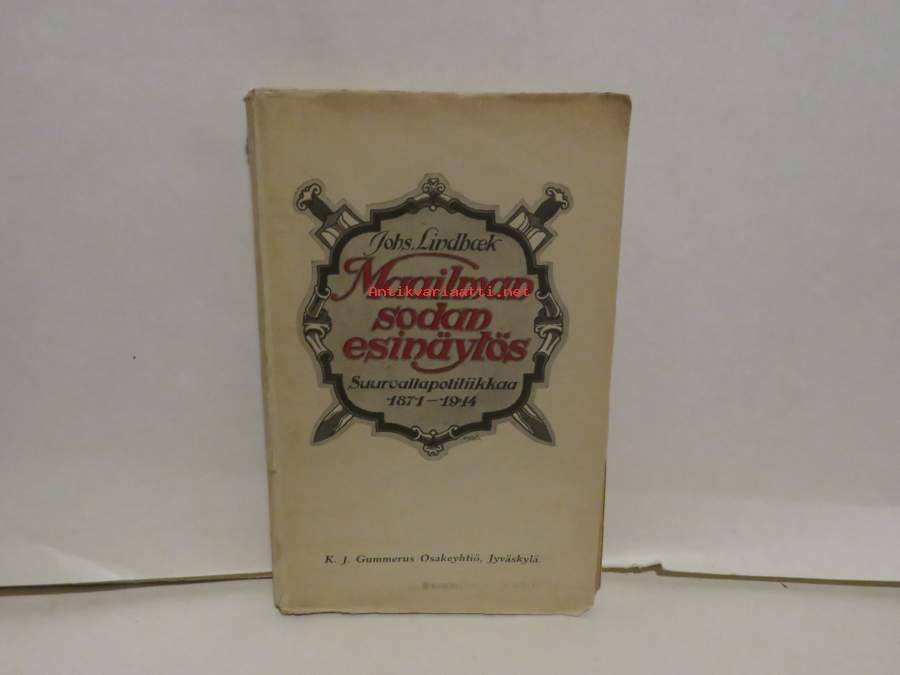 Johs. Lindbæk
Maailman
Antikvariaatti.net
sodan
esinäytös
Suurvaltapolitiikkaa
1871–1914
K. J. Gummerus Osakeyhtiö, Jyväskylä.